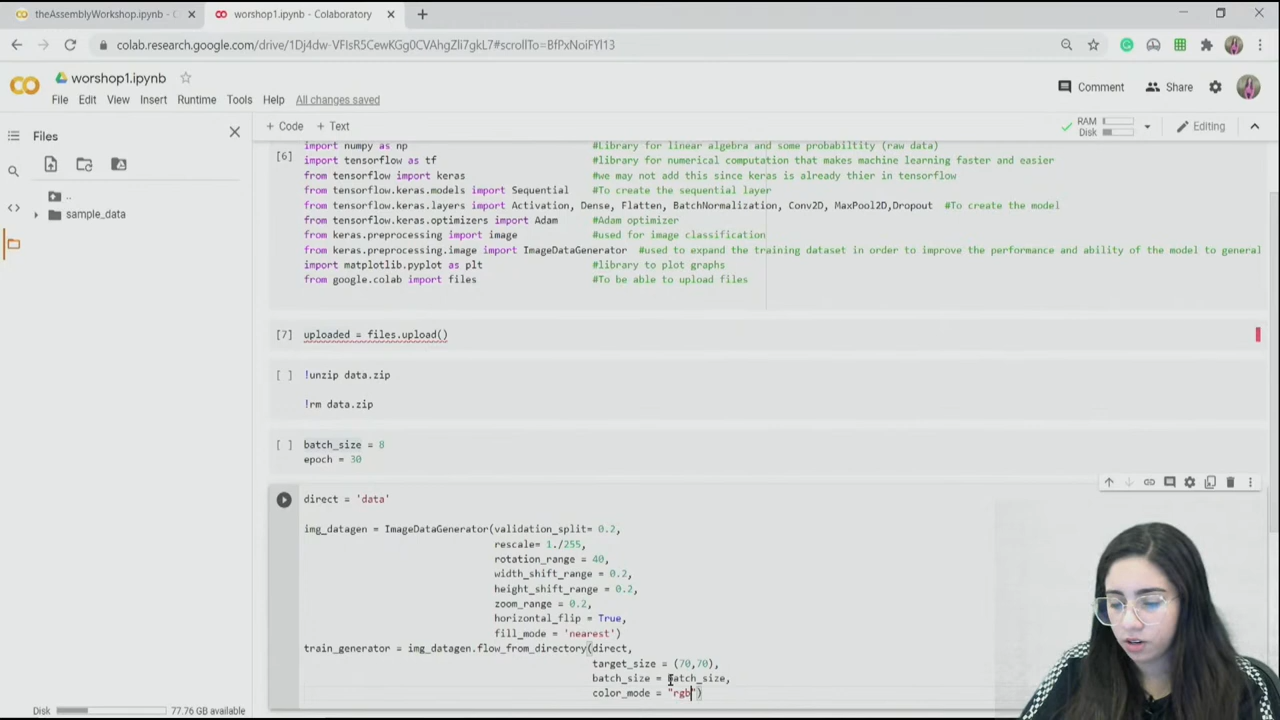 theAssemblyWorkshop.ipynb - C
worshop1.ipynb - Colaboratory
colab.research.google.com/drive/1Dj4dw-VFIsR5CewKGg0CVAhgZli7gkL7#scrollTo=BfPxNoiFYl13
worshop1.ipynb
Comment Share
File Edit View Insert Runtime Tools Help All changes saved
Files
+ Code + Text
RAM
Disk
Editing
..
sample_data
[6]
import numpy as np #Library for linear algebra and some probabiltity (raw data)
import tensorflow as tf #library for numerical computation that makes machine learning faster and easier
from tensorflow import keras #we may not add this since keras is already thier in tensorflow
from tensorflow.keras.models import Sequential #To create the sequential layer
from tensorflow.keras.layers import Activation, Dense, Flatten, BatchNormalization, Conv2D, MaxPool2D,Dropout #To create the model
from tensorflow.keras.optimizers import Adam #Adam optimizer
from keras.preprocessing import image #used for image classification
from keras.preprocessing.image import ImageDataGenerator #used to expand the training dataset in order to improve the performance and ability of the model to general
import matplotlib.pyplot as plt #library to plot graphs
from google.colab import files #To be able to upload files
[7] uploaded = files.upload()
[ ] !unzip data.zip
!rm data.zip
[ ] batch_size = 8
epoch = 30
direct = 'data'
img_datagen = ImageDataGenerator(validation_split= 0.2,
rescale= 1./255,
rotation_range = 40,
width_shift_range = 0.2,
height_shift_range = 0.2,
zoom_range = 0.2,
horizontal_flip = True,
fill_mode = 'nearest')
train_generator = img_datagen.flow_from_directory(direct,
target_size = (70,70),
batch_size = batch_size,
color_mode = "rgb")
Disk 77.76 GB available